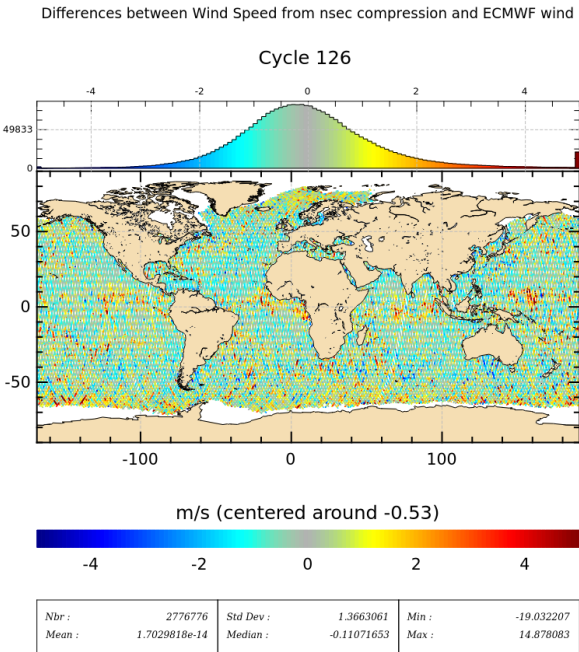 Differences between Wind Speed from nsec compression and ECMWF wind
Cycle 126
-4 -2 0 2 4
49833
0
50
0
-50
-100 0 100
m/s (centered around -0.53)
-4 -2 0 2 4
Nbr : 2776776 Std Dev : 1.3663061 Min : -19.032207
Mean : 1.7029818e-14 Median : -0.11071653 Max : 14.878083